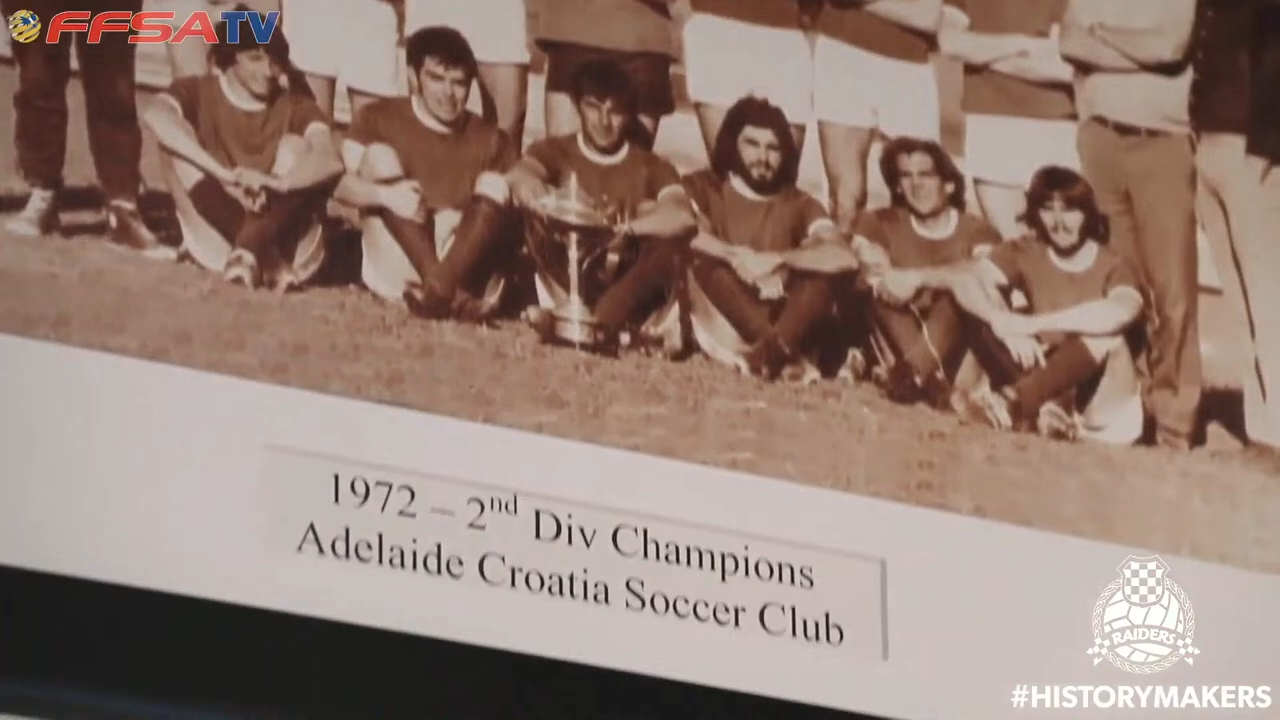 FFSATV
1972 – 2nd Div Champions
Adelaide Croatia Soccer Club
RAIDERS
#HISTORYMAKERS